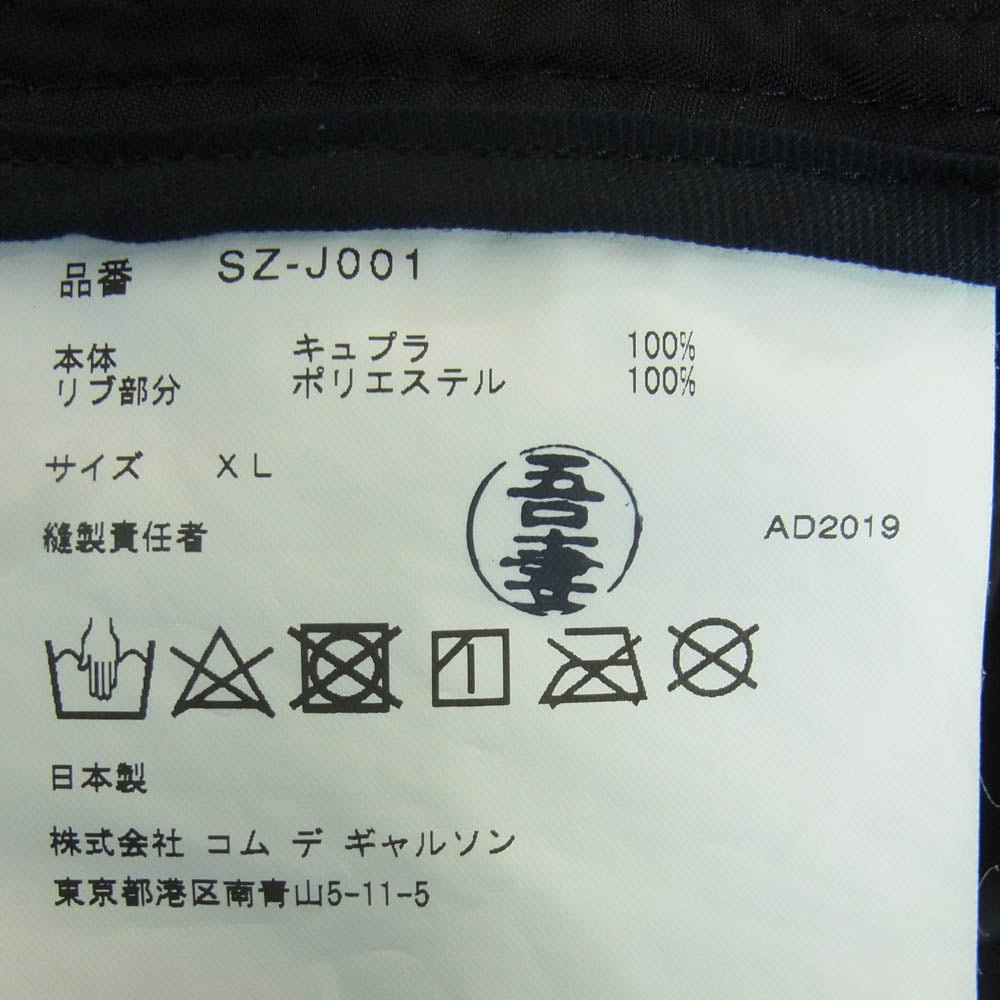 品番 SZ-J001
本体 キュプラ 100%
リブ部分 ポリエステル 100%
サイズ XL
縫製責任者 吾妻 AD2019
日本製
株式会社 コム デ ギャルソン
東京都港区南青山5-11-5